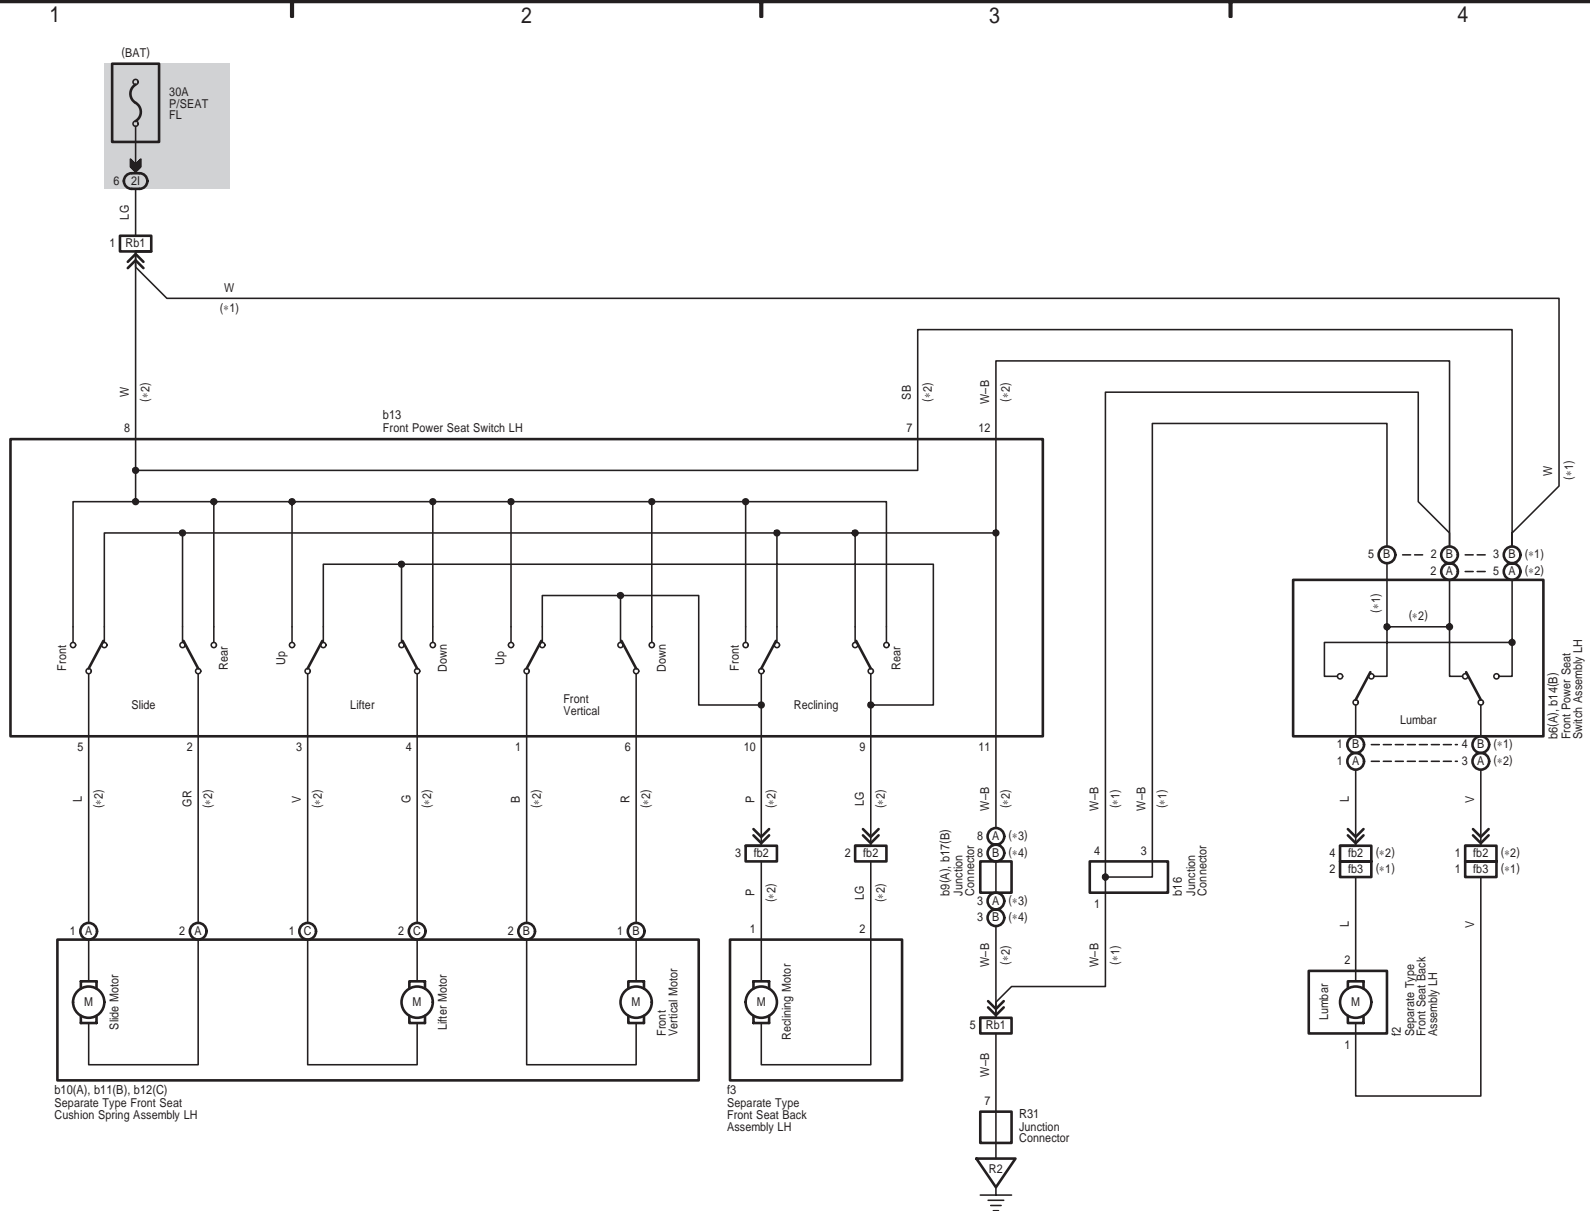 1 2 3 4
(BAT)
30A
P/SEAT
FL
6 2I
LG
1 Rb1
W
(*1)
W
(*2)
SB
(*2)
W–B
(*2)
W
(*1)
b13
Front Power Seat Switch LH
8 7 12
5 B 2 B 3 B (*1)
2 A 5 A (*2)
(*1)
(*2)
Front
Rear
Up
Down
Up
Down
Front
Rear
Slide
Lifter
Front
Vertical
Reclining
Lumbar
b6(A), b14(B)
Front Power Seat
Switch Assembly LH
5 2 3 4 1 6 10 9 11
1 B 4 B (*1)
1 A 3 A (*2)
L
(*2)
GR
(*2)
V
(*2)
G
(*2)
B
(*2)
R
(*2)
P
(*2)
LG
(*2)
W–B
(*2)
W–B
(*1)
W–B
(*1)
L
V
3 fb2
2 fb2
8 A (*3)
8 B (*4)
b9(A), b17(B)
Junction
Connector
3 A (*3)
3 B (*4)
4 3
1
b16
Junction
Connector
4 fb2 (*2)
2 fb3 (*1)
1 fb2 (*2)
1 fb3 (*1)
P
(*2)
LG
(*2)
W–B
(*2)
W–B
(*1)
L
V
1 A 2 A 1 C 2 C 2 B 1 B
1 2
M
Slide Motor
M
Lifter Motor
M
Front
Vertical Motor
M
Reclining Motor
2
Lumbar
M
1
f2
Separate Type
Front Seat Back
Assembly LH
5 Rb1
W–B
b10(A), b11(B), b12(C)
Separate Type Front Seat
Cushion Spring Assembly LH
f3
Separate Type
Front Seat Back
Assembly LH
7
R31
Junction
Connector
R2